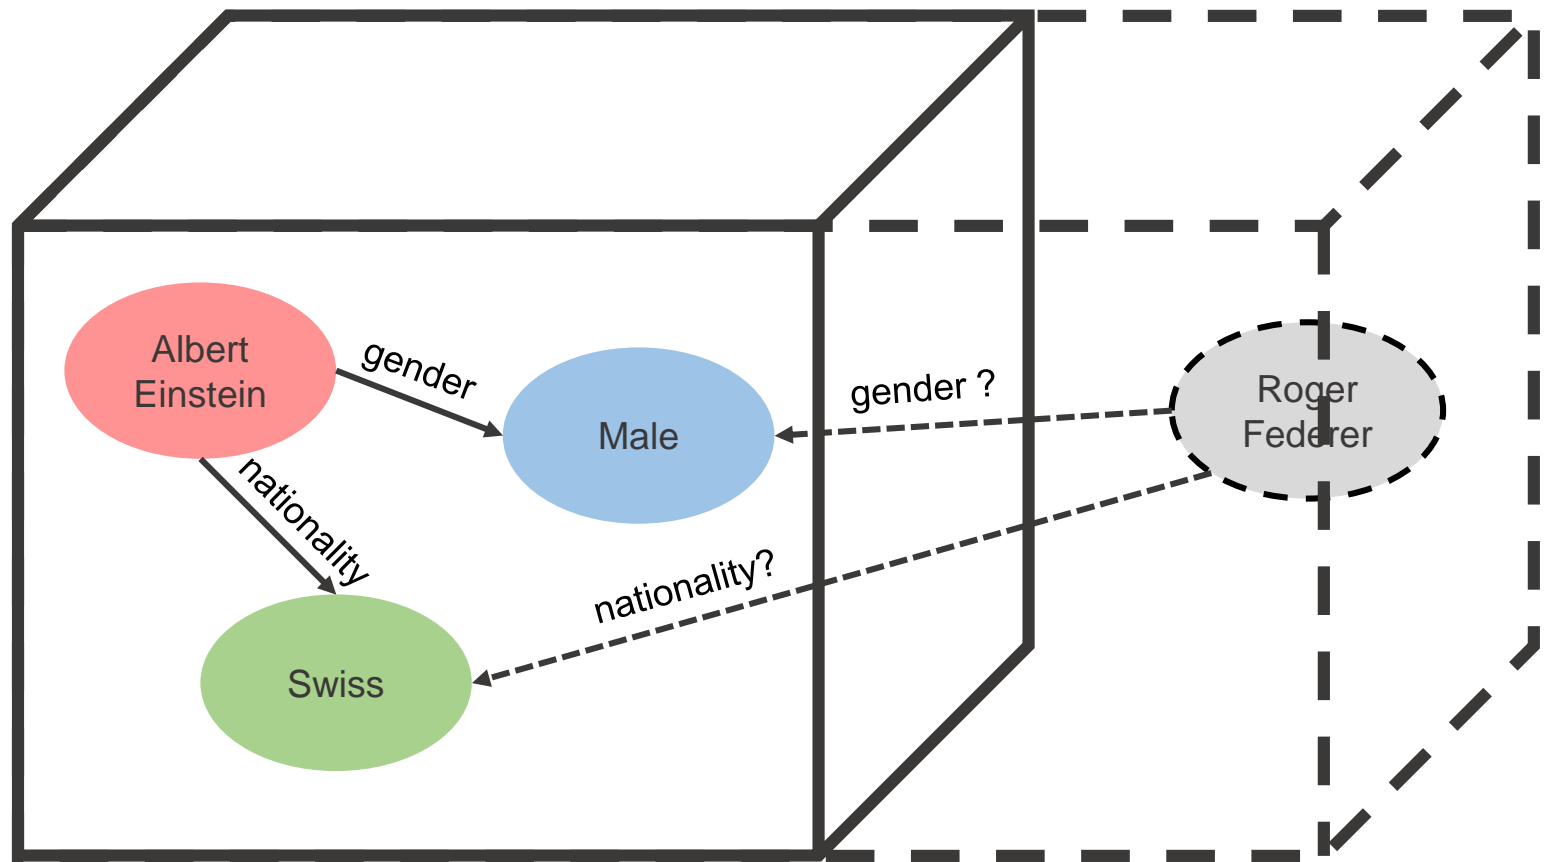 Albert
Einstein
gender
Male
gender ?
Roger
Federer
nationality
nationality?
Swiss